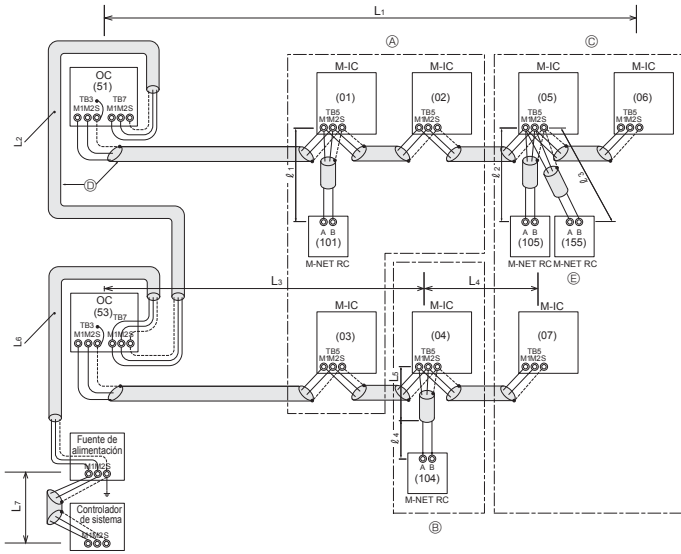 L1
Ⓐ
Ⓒ
M-IC
M-IC
M-IC
M-IC
OC
(51)
(01)
(02)
(05)
(06)
TB3
TB7
M1M2S
M1M2S
TB5
M1M2S
TB5
M1M2S
TB5
M1M2S
TB5
M1M2S
L2
ℓ1
ℓ2
ℓ3
Ⓓ
A B
(101)
M-NET RC
A B
(105)
M-NET RC
A B
(155)
M-NET RC
Ⓔ
L3
L4
OC
(53)
TB3
TB7
M1M2S
M1M2S
M-IC
M-IC
M-IC
(03)
(04)
(07)
TB5
M1M2S
TB5
M1M2S
TB5
M1M2S
L6
L5
ℓ4
A B
(104)
M-NET RC
Ⓑ
Fuente de
alimentación
M1M2S
L7
Controlador
de sistema
M1M2S